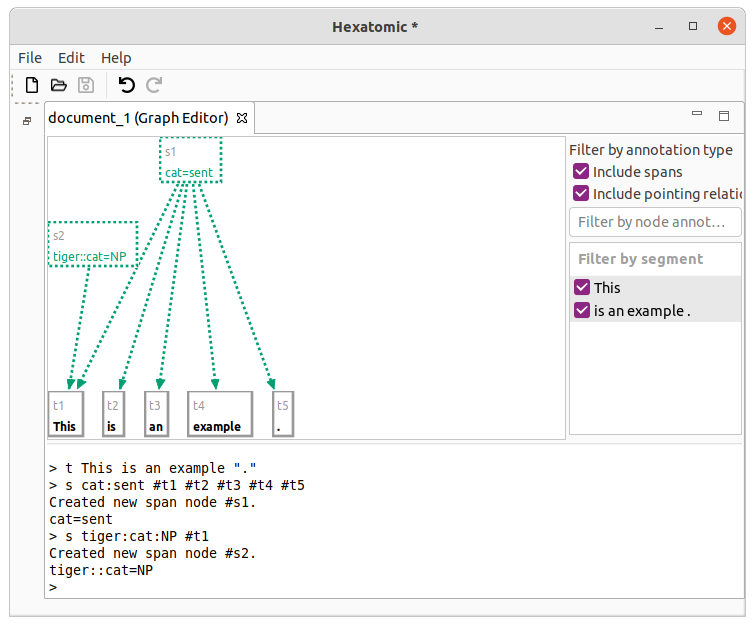 Hexatomic *
File Edit Help
document_1 (Graph Editor)
s1
cat=sent
s2
tiger::cat=NP
t1 t2 t3 t4 t5
This is an example .
Filter by annotation type
Include spans
Include pointing relatio
Filter by node annot...
Filter by segment
This
is an example .
> t This is an example "."
> s cat:sent #t1 #t2 #t3 #t4 #t5
Created new span node #s1.
cat=sent
> s tiger:cat:NP #t1
Created new span node #s2.
tiger::cat=NP
>